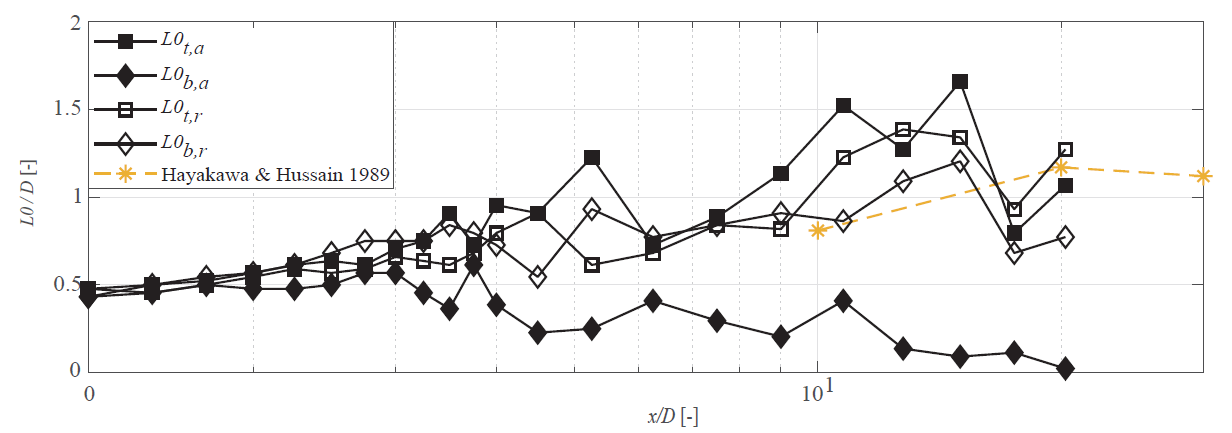 2
1.5
1
0.5
0
L0 / D [-]
L0t,a
L0b,a
L0t,r
L0b,r
Hayakawa & Hussain 1989
0
10¹
x/D [-]